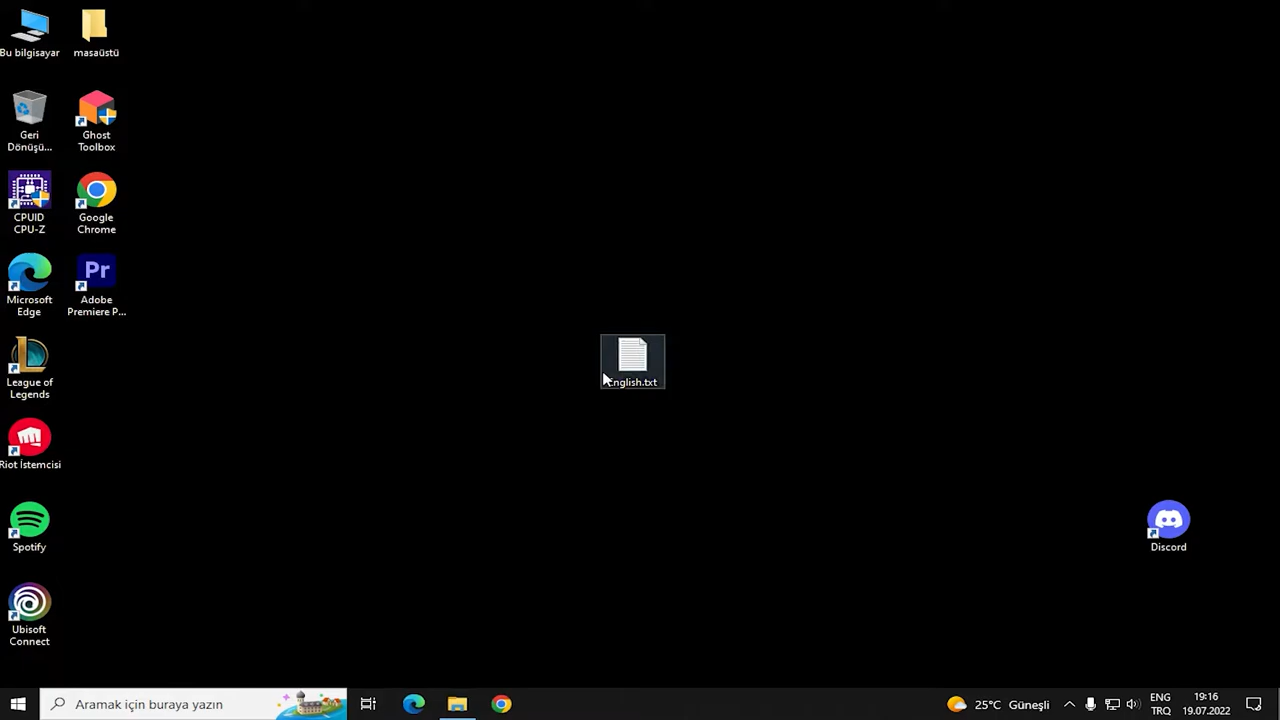 Bu bilgisayar
masaüstü
Geri
Dönüşü...
Ghost
Toolbox
CPUID
CPU-Z
Google
Chrome
Microsoft
Edge
Pr
Adobe
Premiere P...
League of
Legends
English.txt
Riot İstemcisi
Spotify
Discord
Ubisoft
Connect
Aramak için buraya yazın
25°C Güneşli
ENG
TRQ
19:16
19.07.2022